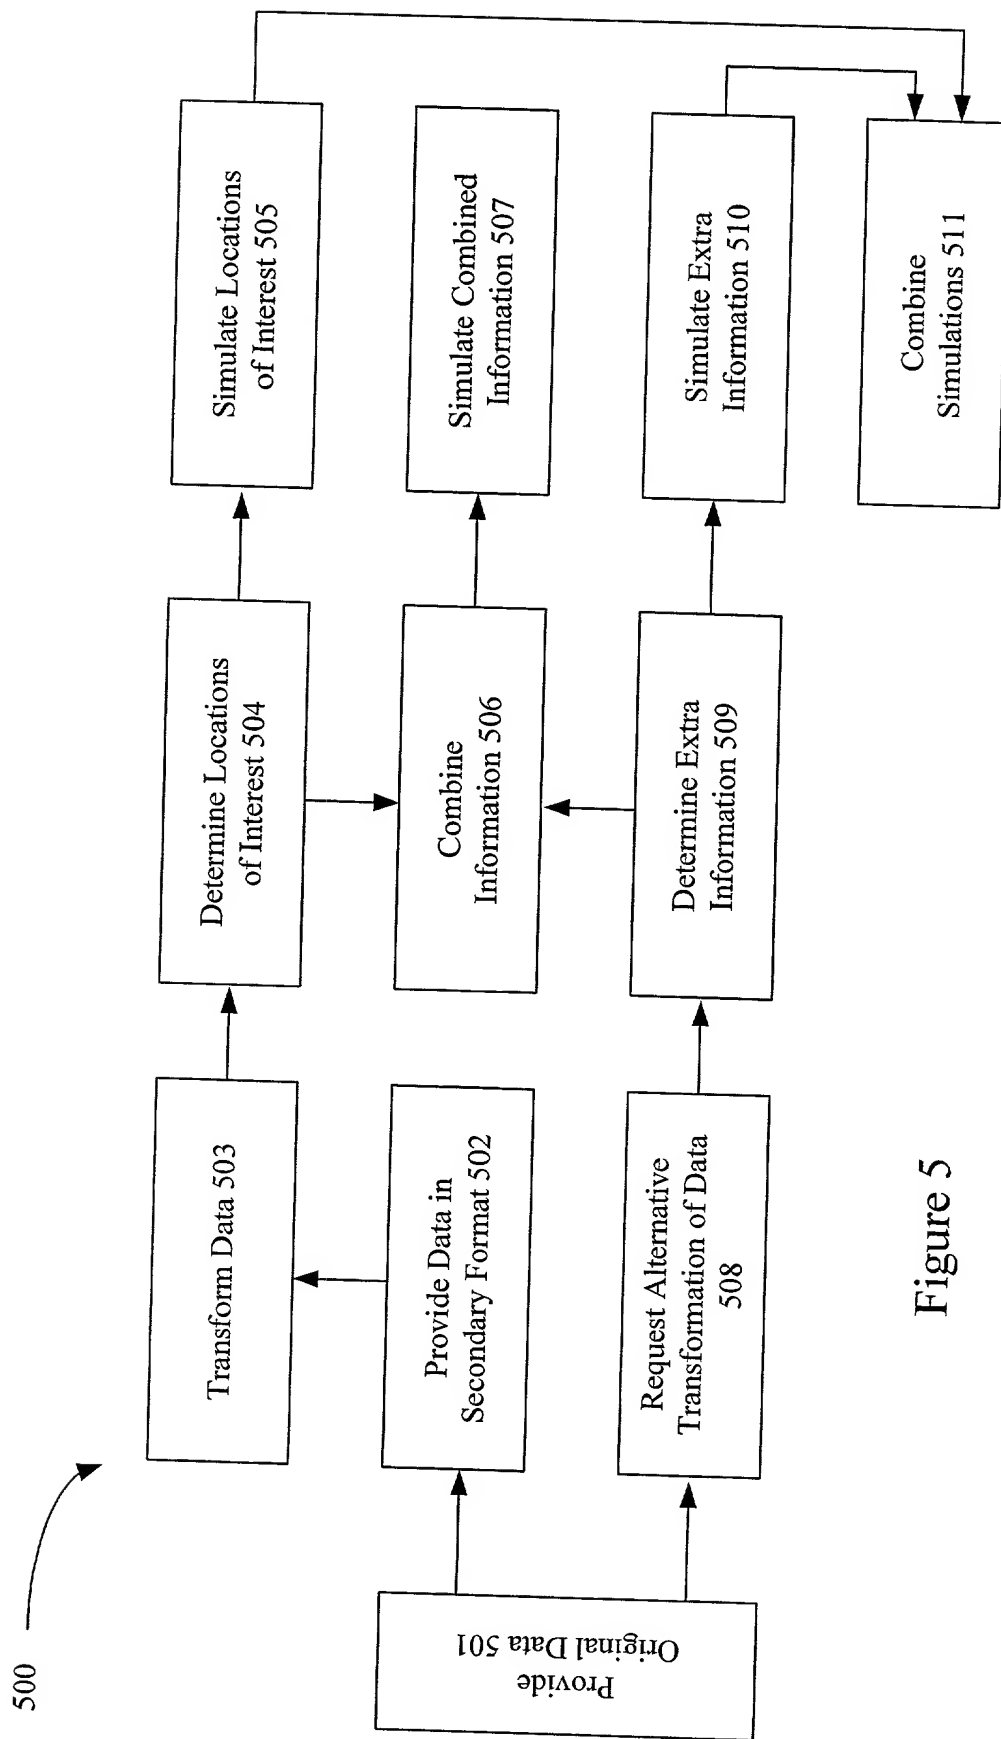 500
Provide
Original Data 501
Provide Data in
Secondary Format 502
Transform Data 503
Determine Locations
of Interest 504
Simulate Locations
of Interest 505
Combine
Information 506
Simulate Combined
Information 507
Request Alternative
Transformation of Data
508
Determine Extra
Information 509
Simulate Extra
Information 510
Combine
Simulations 511
Figure 5